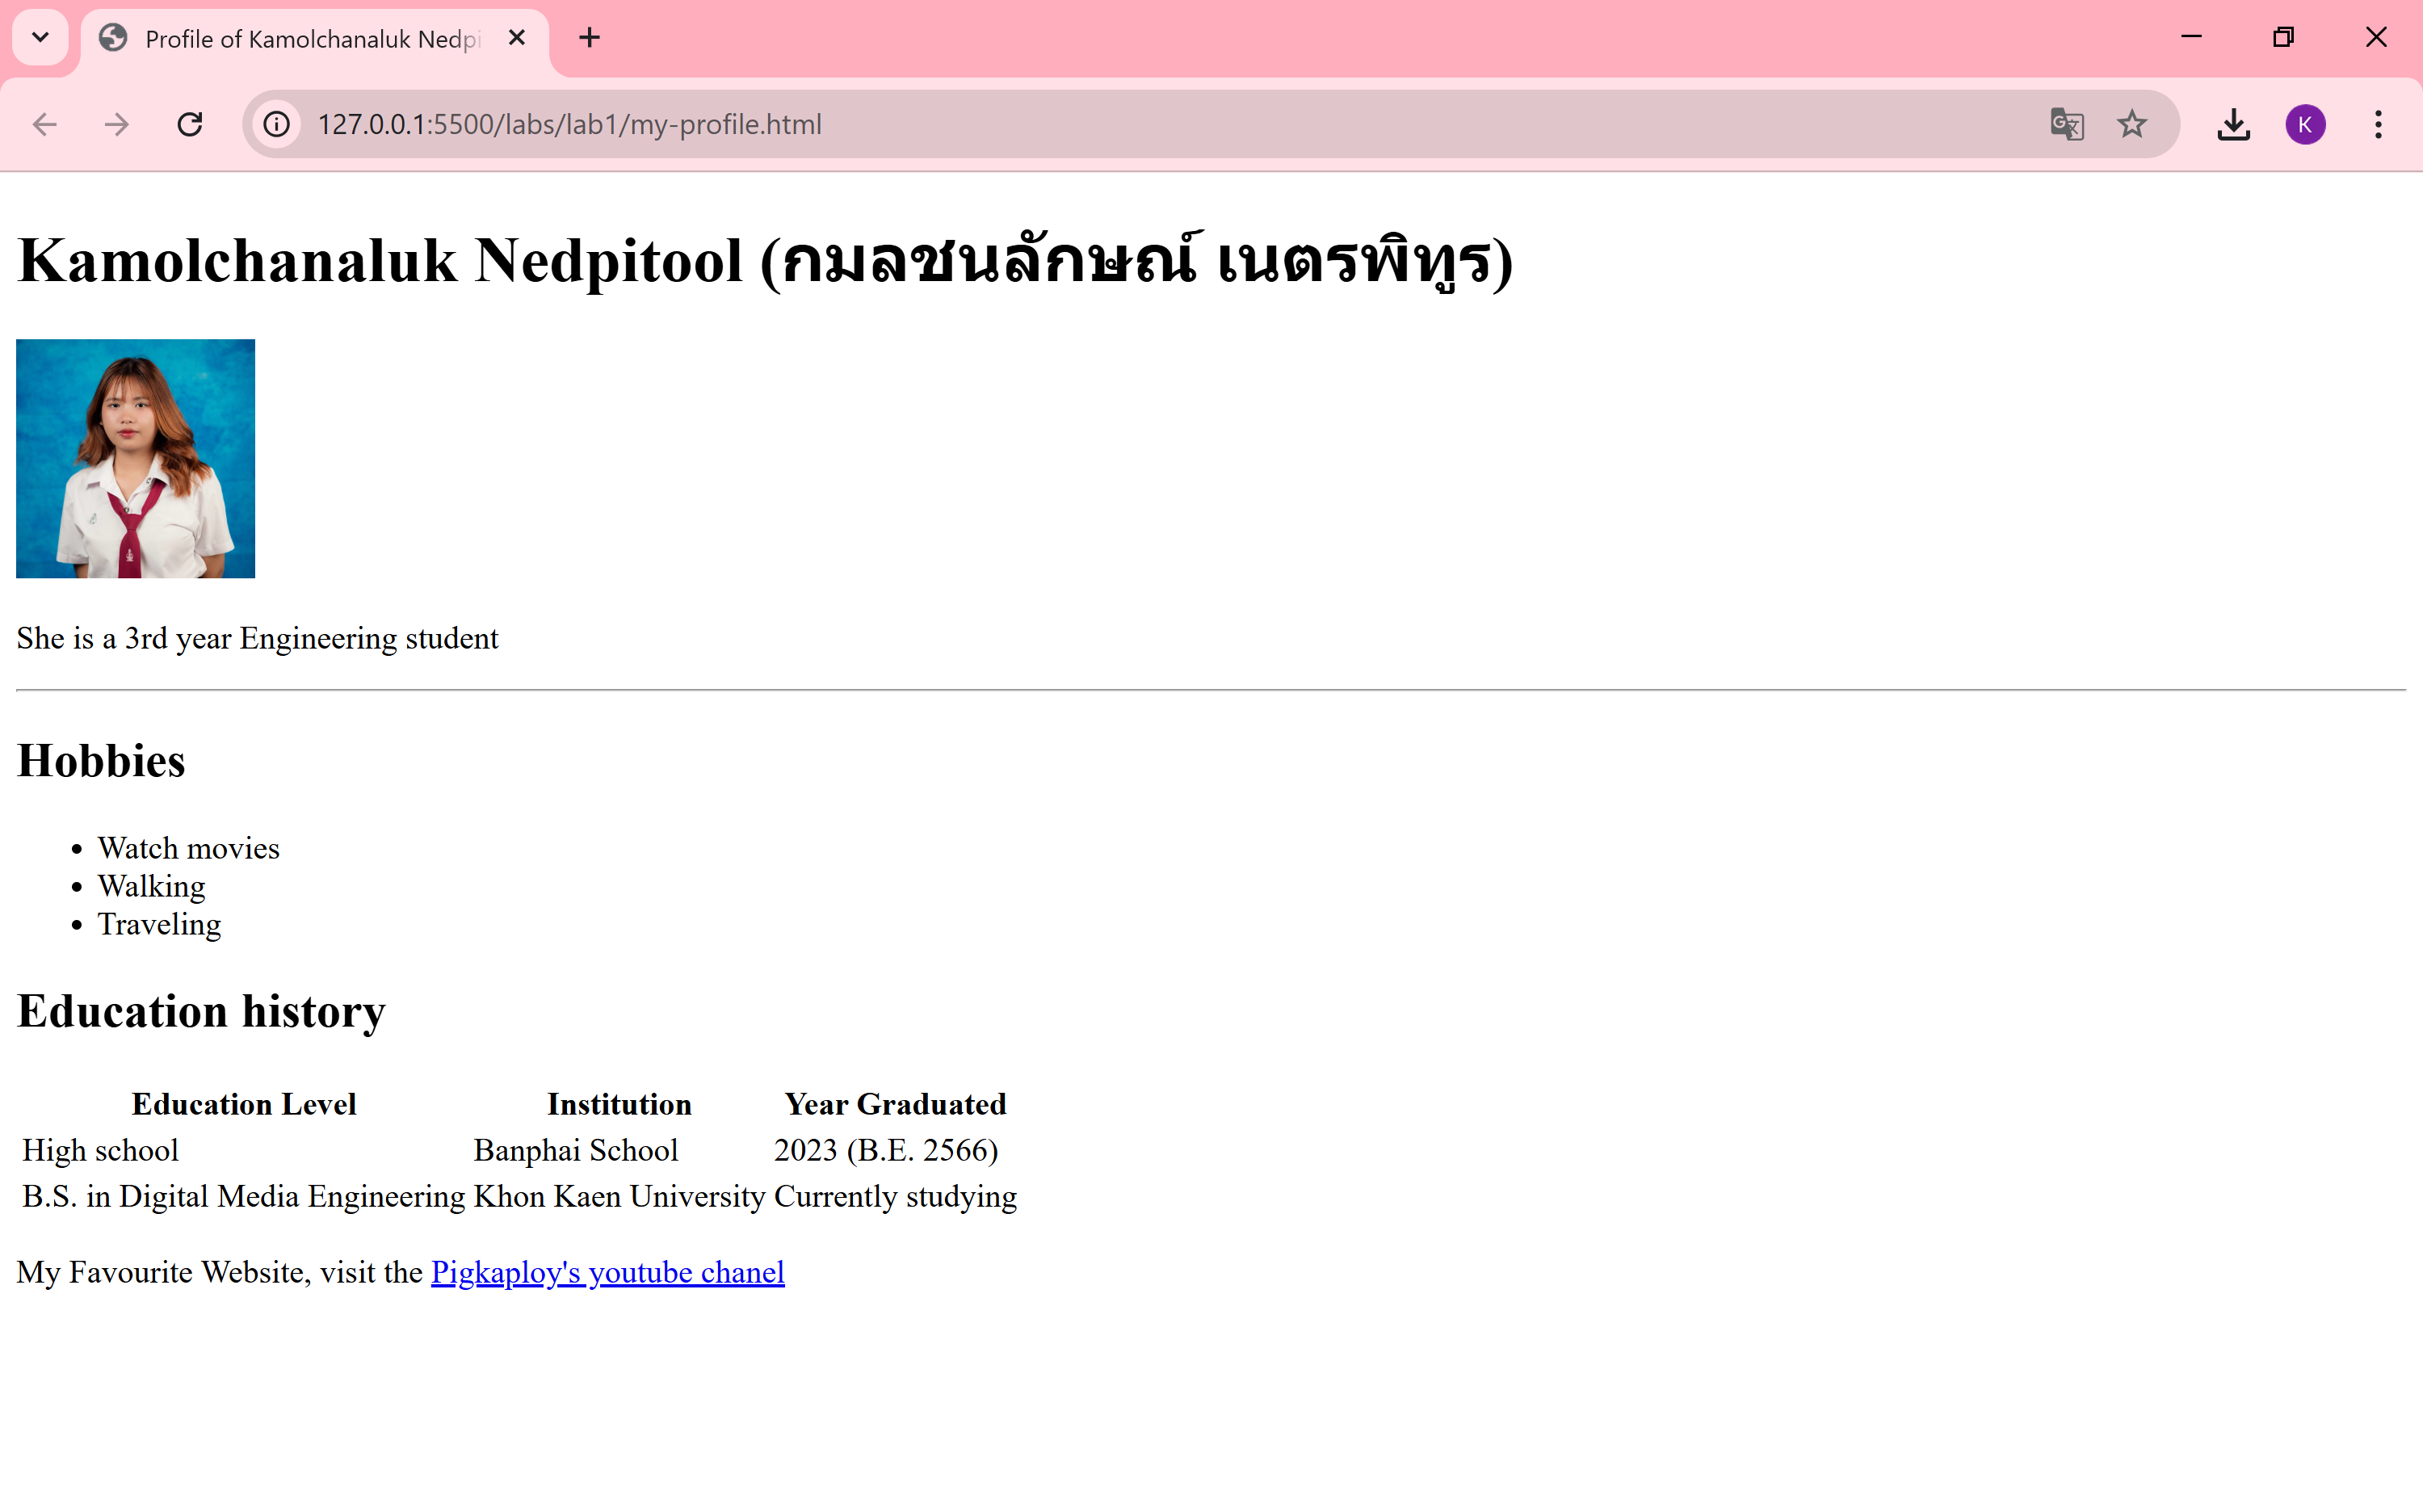 Profile of Kamolchanaluk Nedpi
127.0.0.1:5500/labs/lab1/my-profile.html
K
Kamolchanaluk Nedpitool (กมลชนลักษณ์ เนตรพิทูร)
She is a 3rd year Engineering student
Hobbies
Watch movies
Walking
Traveling
Education history
Education Level Institution Year Graduated
High school Banphai School 2023 (B.E. 2566)
B.S. in Digital Media Engineering Khon Kaen University Currently studying
My Favourite Website, visit the Pigkaploy's youtube chanel